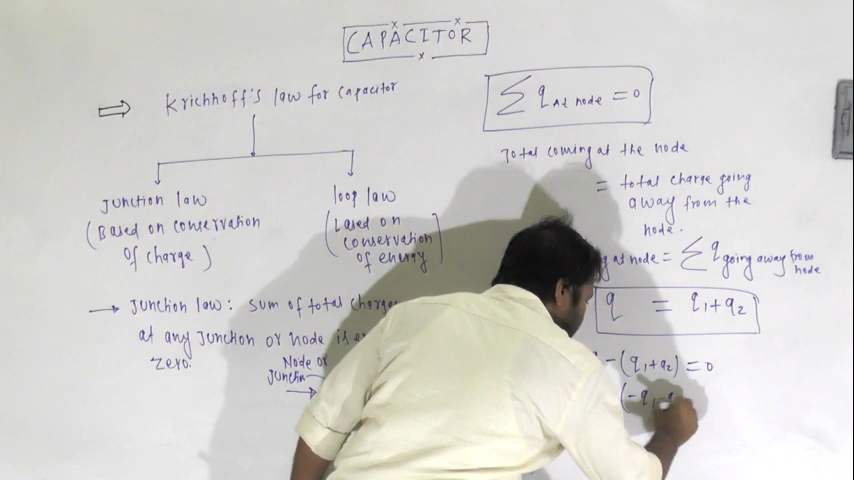 CAPACITOR
Krichhoff's law for capacitor
Junction law
(Based on conservation
of charge)
loop law
(Based on
conservation
of energy)
→ Junction law: sum of total charge
at any Junction or Node is
zero.
Node or
Junctio
∑ q At node = 0
Total coming at the node
= total charge going
away from the
node.
g at node = ∑ q going away from
node
q = q1+q2
-(q1+q2) = 0
(-q1